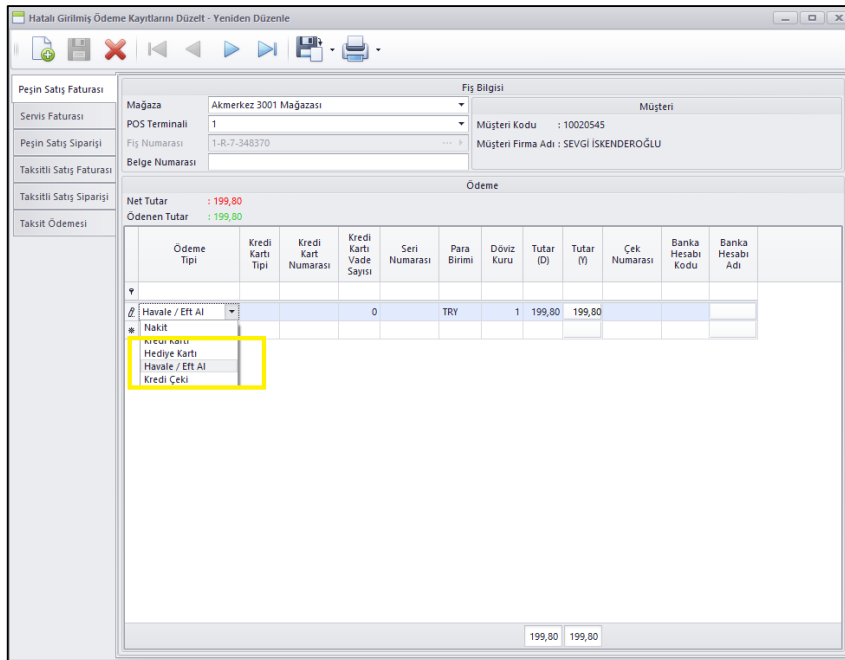 Hatalı Girilmiş Ödeme Kayıtlarını Düzelt - Yeniden Düzenle
Peşin Satış Faturası
Servis Faturası
Peşin Satış Siparişi
Taksitli Satış Faturası
Taksitli Satış Siparişi
Taksit Ödemesi
Fiş Bilgisi
Mağaza Akmerkez 3001 Mağazası
POS Terminali 1
Fiş Numarası 1-R-7-348370
Belge Numarası
Müşteri
Müşteri Kodu : 10020545
Müşteri Firma Adı : SEVGİ İSKENDEROĞLU
Ödeme
Net Tutar : 199,80
Ödenen Tutar : 199,80
Ödeme Tipi Kredi Kartı Tipi Kredi Kart Numarası Kredi Kartı Vade Sayısı Seri Numarası Para Birimi Döviz Kuru Tutar (D) Tutar (Y) Çek Numarası Banka Hesabı Kodu Banka Hesabı Adı
Havale / Eft Al 0 TRY 1 199,80 199,80
Nakit
Kredi Kartı
Hediye Kartı
Havale / Eft Al
Kredi Çeki
199,80 199,80